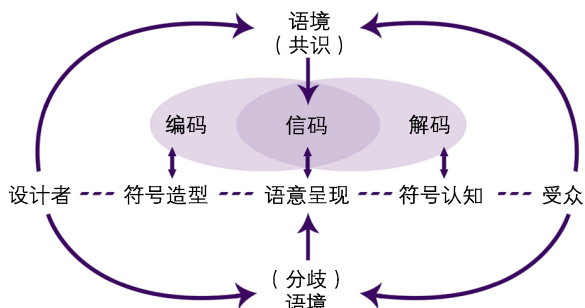 语境
（共识）
编码 信码 解码
设计者 符号造型 语意呈现 符号认知 受众
（分歧）
语境